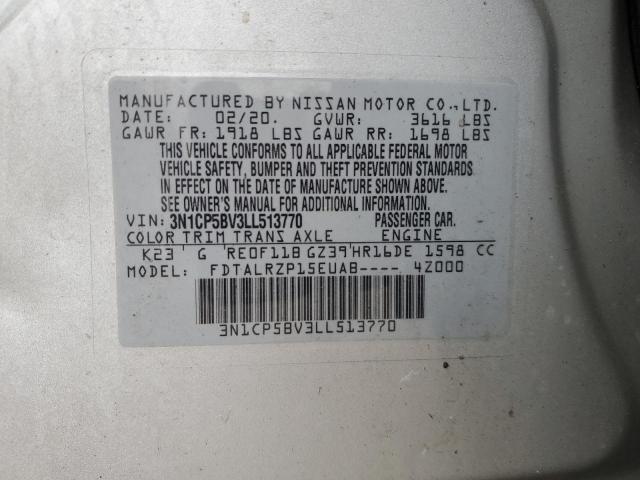 MANUFACTURED BY NISSAN MOTOR CO.,LTD.
DATE: 02/20. GVWR: 3616 LBS
GAWR FR: 1918 LBS GAWR RR: 1698 LBS
THIS VEHICLE CONFORMS TO ALL APPLICABLE FEDERAL MOTOR
VEHICLE SAFETY, BUMPER AND THEFT PREVENTION STANDARDS
IN EFFECT ON THE DATE OF MANUFACTURE SHOWN ABOVE.
SEE OWNER'S MANUAL FOR ADDITIONAL INFORMATION.
VIN: 3N1CP5BV3LL513770 PASSENGER CAR.
COLOR TRIM TRANS AXLE ENGINE
K23 ' G 'RE0F11B GZ39'HR16DE 1598 CC
MODEL: FDTALRZP15EUAB---- 4Z000
3N1CP5BV3LL513770